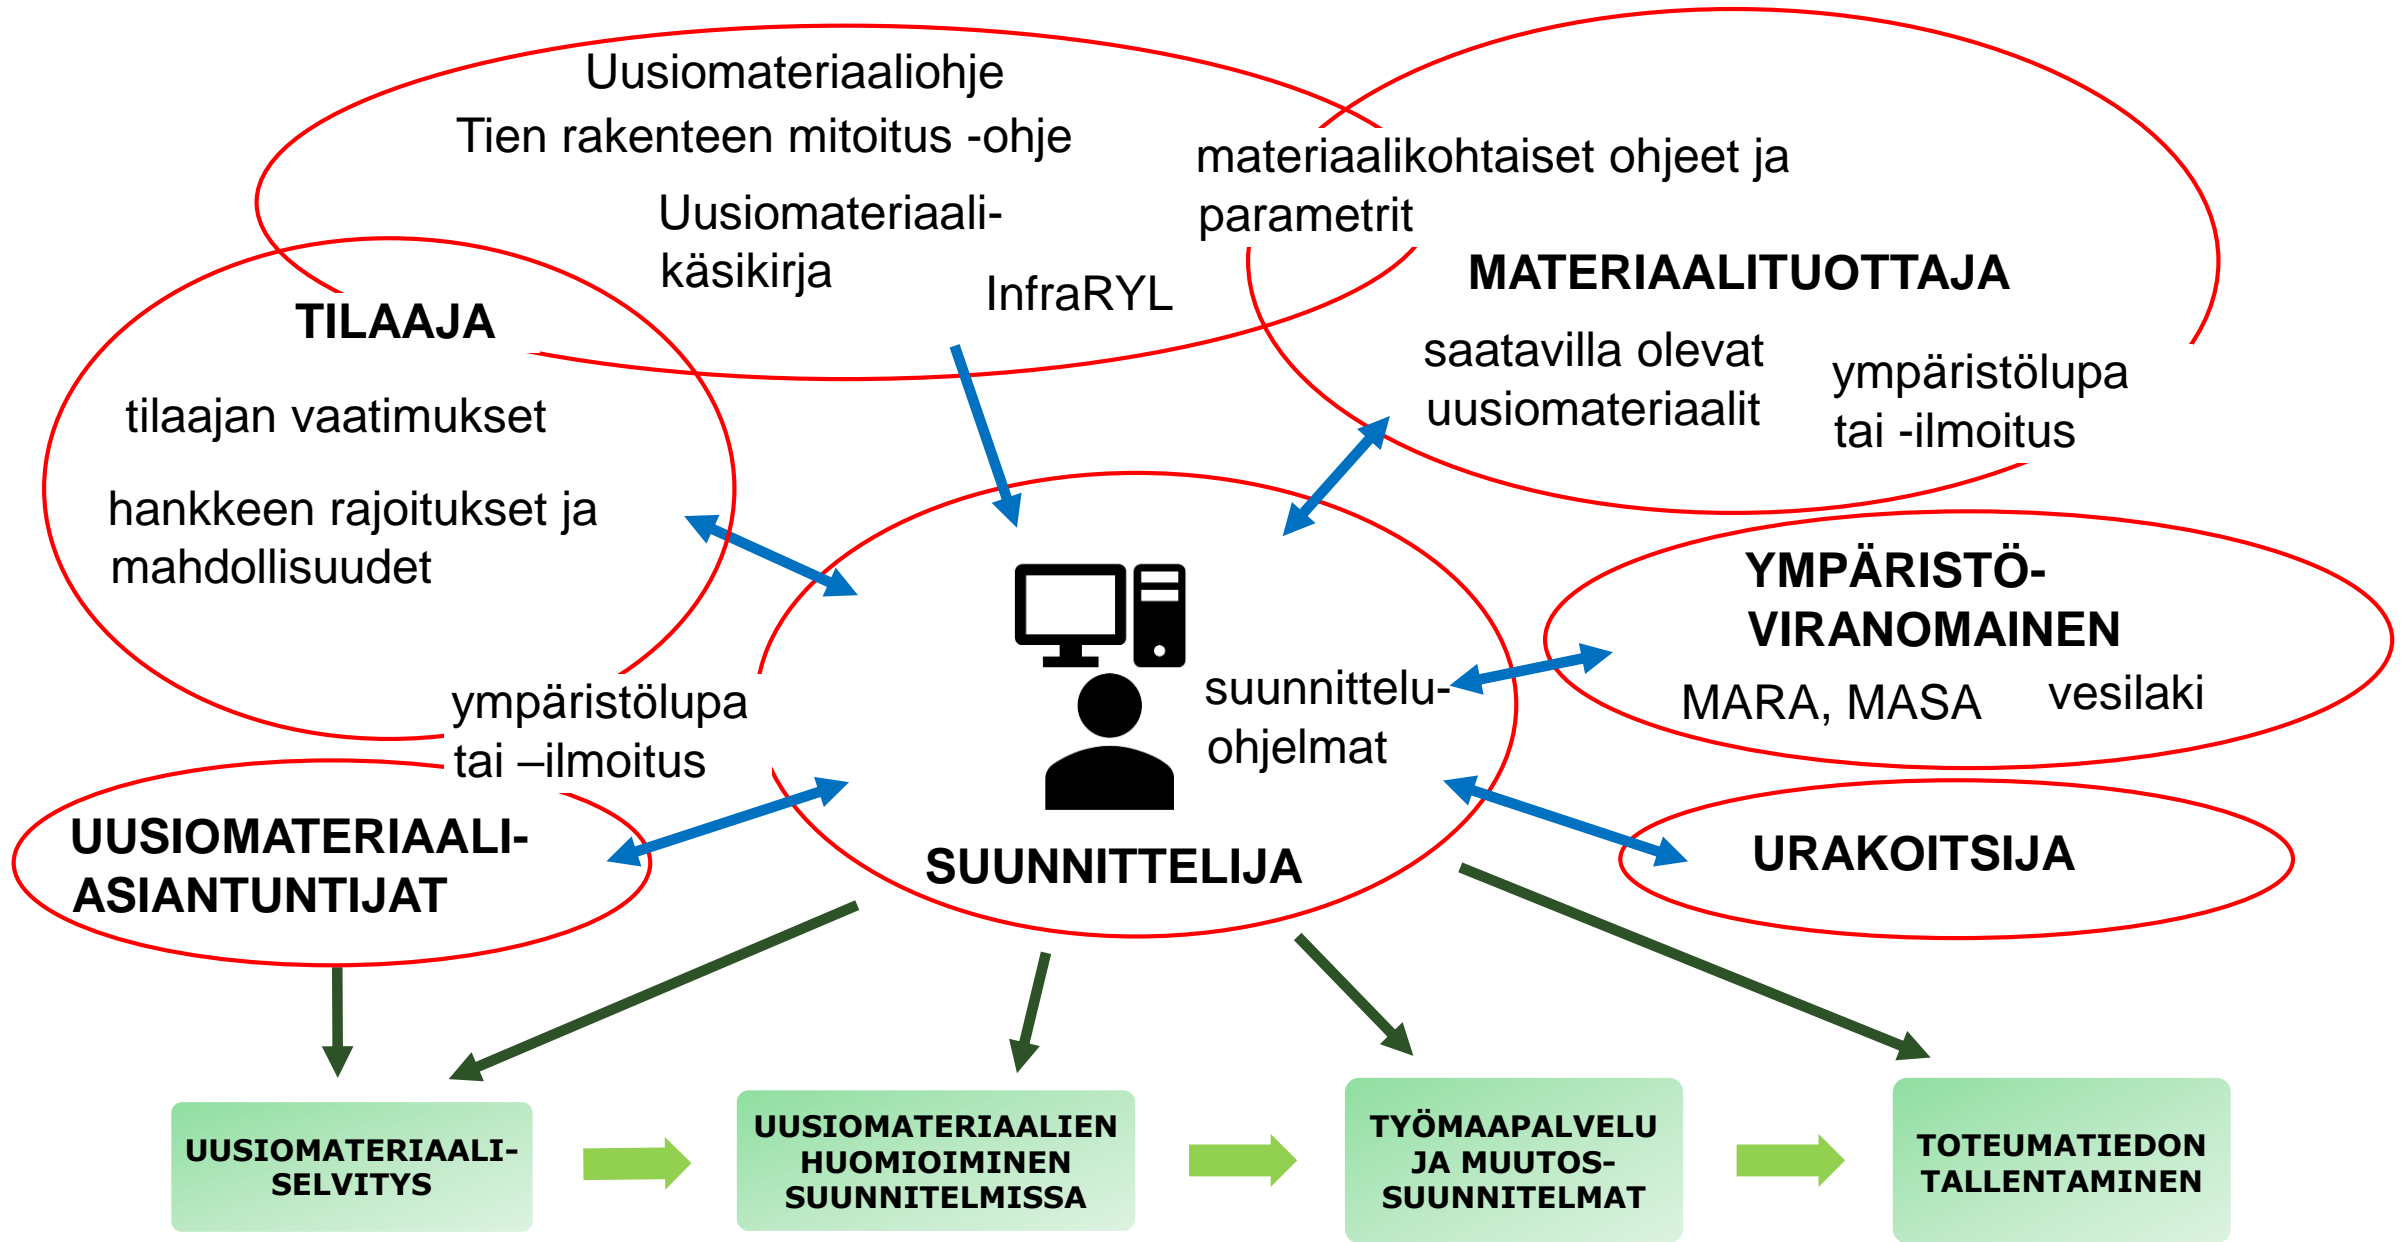 Uusiomateriaaliohje
Tien rakenteen mitoitus -ohje
Uusiomateriaali-
käsikirja
InfraRYL
materiaalikohtaiset ohjeet ja
parametrit
MATERIAALITUOTTAJA
saatavilla olevat
uusiomateriaalit
ympäristölupa
tai -ilmoitus
TILAAJA
tilaajan vaatimukset
hankkeen rajoitukset ja
mahdollisuudet
ympäristölupa
tai –ilmoitus
suunnittelu-
ohjelmat
SUUNNITTELIJA
YMPÄRISTÖ-
VIRANOMAINEN
MARA, MASA
vesilaki
UUSIOMATERIAALI-
ASIANTUNTIJAT
URAKOITSIJA
UUSIOMATERIAALI-
SELVITYS
UUSIOMATERIAALIEN
HUOMIOIMINEN
SUUNNITELMISSA
TYÖMAAPALVELU
JA MUUTOS-
SUUNNITELMAT
TOTEUMATIEDON
TALLENTAMINEN